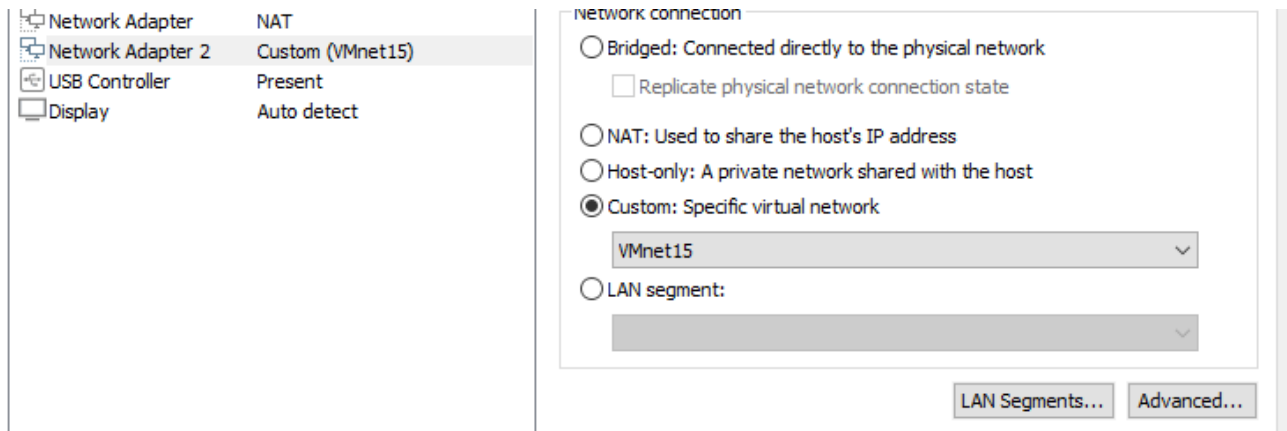 Network Adapter NAT
Network Adapter 2 Custom (VMnet15)
USB Controller Present
Display Auto detect
Network connection
Bridged: Connected directly to the physical network
Replicate physical network connection state
NAT: Used to share the host's IP address
Host-only: A private network shared with the host
Custom: Specific virtual network
VMnet15
LAN segment:
LAN Segments... Advanced...